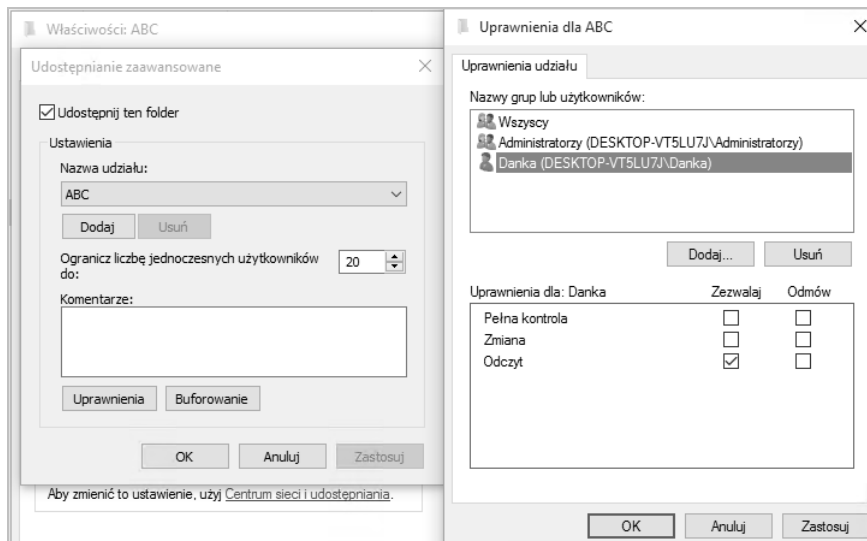 Właściwości: ABC
Udostępnianie zaawansowane
Udostępnij ten folder
Ustawienia
Nazwa udziału:
ABC
Dodaj
Usuń
Ogranicz liczbę jednoczesnych użytkowników
do:
20
Komentarze:
Uprawnienia
Buforowanie
OK
Anuluj
Zastosuj
Aby zmienić to ustawienie, użyj Centrum sieci i udostępniania.
Uprawnienia dla ABC
Uprawnienia udziału
Nazwy grup lub użytkowników:
Wszyscy
Administratorzy (DESKTOP-VT5LU7J\Administratorzy)
Danka (DESKTOP-VT5LU7J\Danka)
Dodaj...
Usuń
Uprawnienia dla: Danka Zezwalaj Odmów
Pełna kontrola
Zmiana
Odczyt
OK
Anuluj
Zastosuj